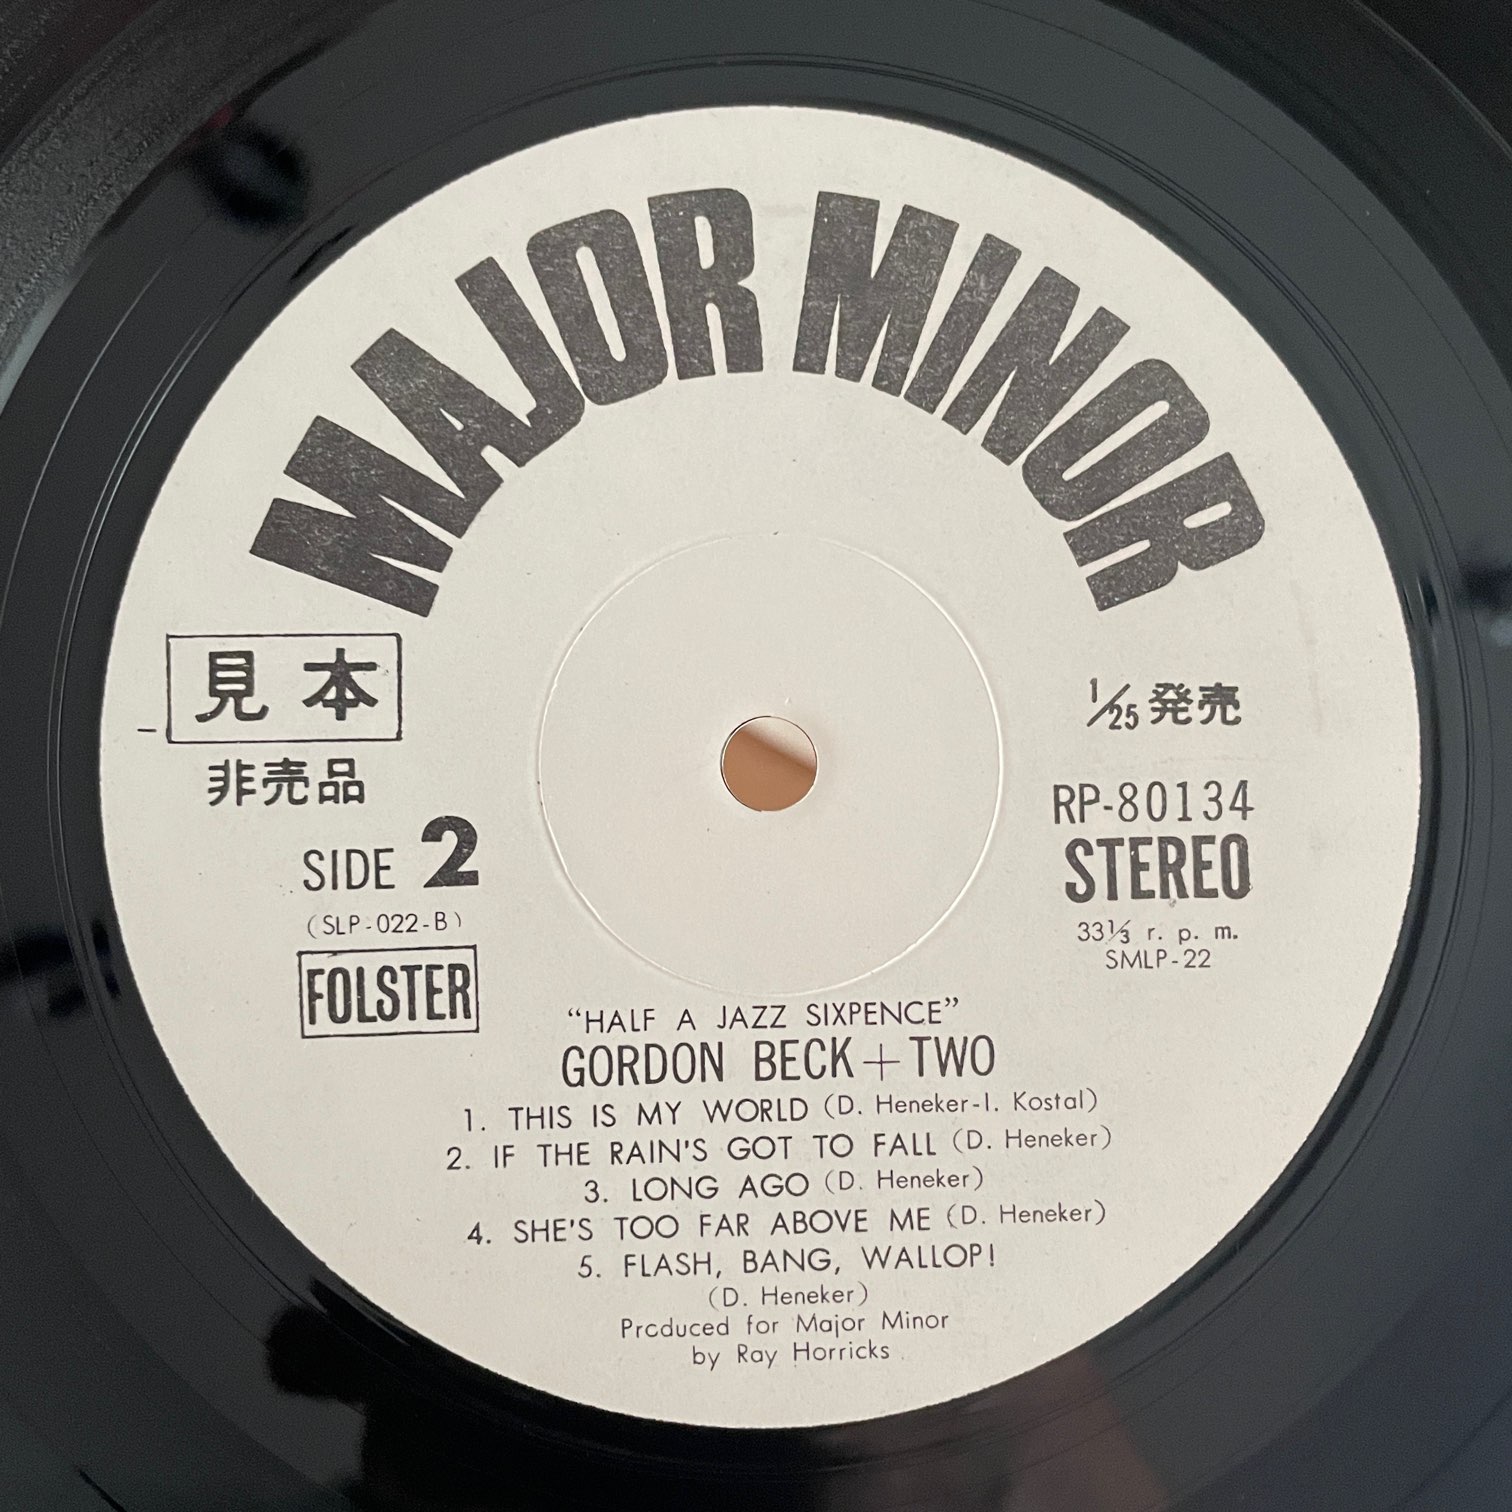 MAJOR MINOR
見本
非売品
1/25発売
SIDE 2
(SLP-022-B)
FOLSTER
RP-80134
STEREO
33⅓ r. p. m.
SMLP-22
“HALF A JAZZ SIXPENCE”
GORDON BECK+TWO
1. THIS IS MY WORLD (D. Heneker-I. Kostal)
2. IF THE RAIN'S GOT TO FALL (D. Heneker)
3. LONG AGO (D. Heneker)
4. SHE'S TOO FAR ABOVE ME (D. Heneker)
5. FLASH, BANG, WALLOP!
(D. Heneker)
Produced for Major Minor
by Ray Horricks